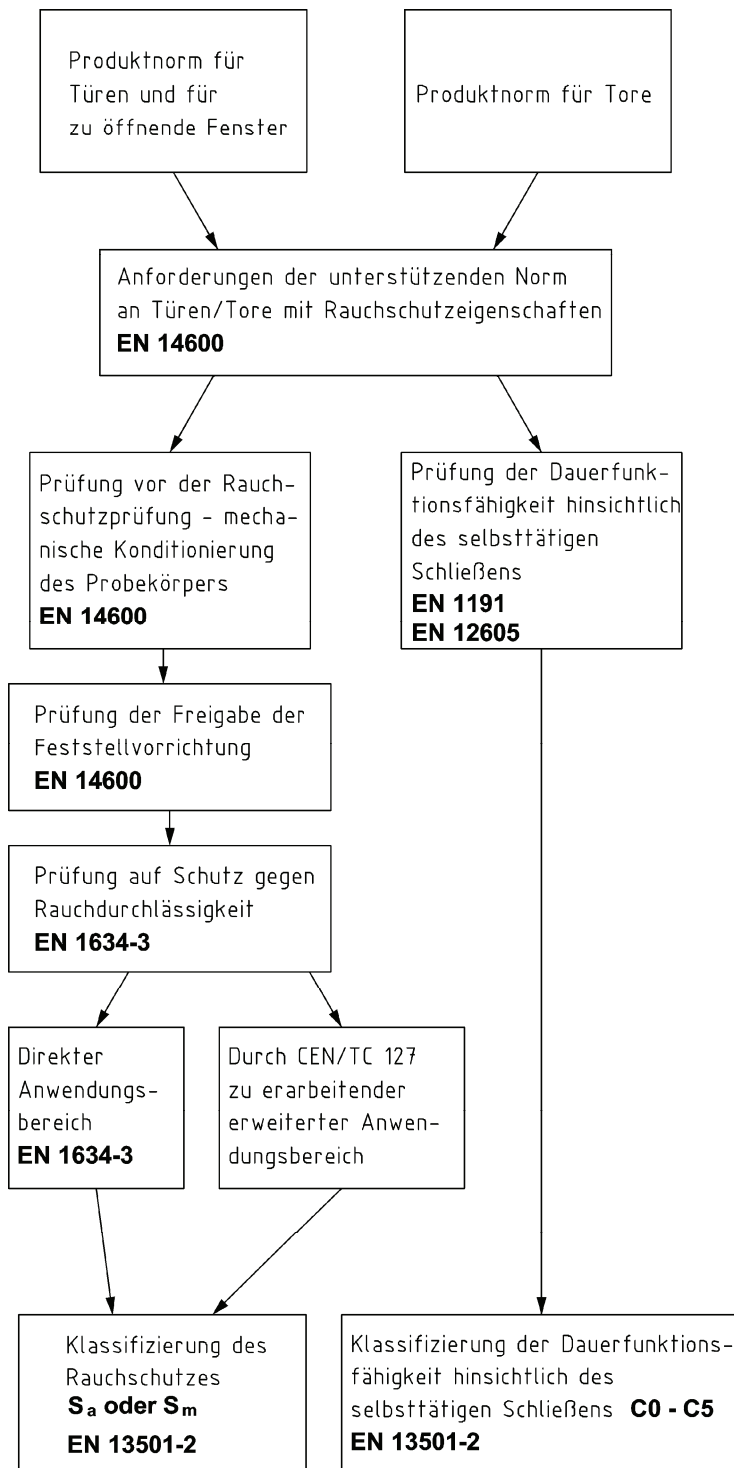 Produktnorm für
Türen und für
zu öffnende Fenster
Produktnorm für Tore
Anforderungen der unterstützenden Norm
an Türen/Tore mit Rauchschutzeigenschaften
EN 14600
Prüfung vor der Rauch-
schutzprüfung - mecha-
nische Konditionierung
des Probekörpers
EN 14600
Prüfung der Dauerfunk-
tionsfähigkeit hinsichtlich
des selbsttätigen
Schließens
EN 1191
EN 12605
Prüfung der Freigabe der
Feststellvorrichtung
EN 14600
Prüfung auf Schutz gegen
Rauchdurchlässigkeit
EN 1634-3
Direkter
Anwendungs-
bereich
EN 1634-3
Durch CEN/TC 127
zu erarbeitender
erweiterter Anwen-
dungsbereich
Klassifizierung des
Rauchschutzes
Sa oder Sm
EN 13501-2
Klassifizierung der Dauerfunktions-
fähigkeit hinsichtlich des
selbsttätigen Schließens C0 - C5
EN 13501-2